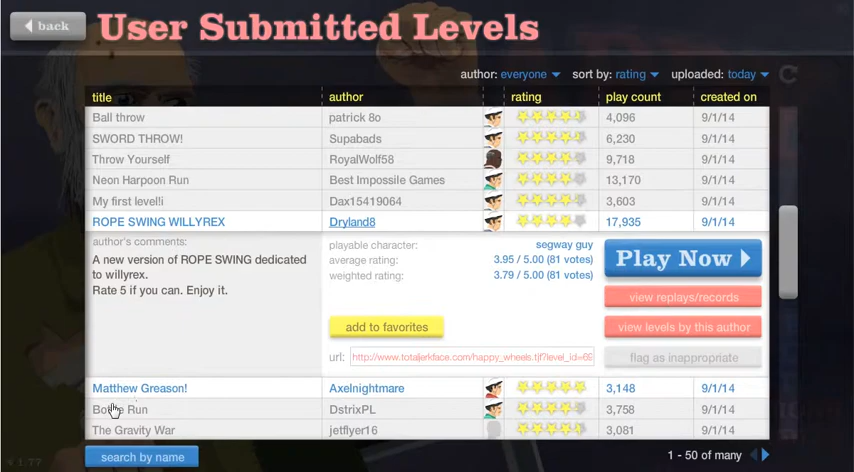 back
User Submitted Levels
author: everyone sort by: rating uploaded: today
title author rating play count created on
Ball throw patrick 8o 4,096 9/1/14
SWORD THROW! Supabads 6,230 9/1/14
Throw Yourself RoyalWolf58 9,718 9/1/14
Neon Harpoon Run Best Impossile Games 13,170 9/1/14
My first level!i Dax15419064 3,603 9/1/14
ROPE SWING WILLYREX Dryland8 17,935 9/1/14
author's comments:
A new version of ROPE SWING dedicated
to willyrex.
Rate 5 if you can. Enjoy it.
playable character: segway guy
average rating: 3.95 / 5.00 (81 votes)
weighted rating: 3.79 / 5.00 (81 votes)
add to favorites
url: http://www.totaljerkface.com/happy_wheels.tjf?level_id=69
Play Now
view replays/records
view levels by this author
flag as inappropriate
Matthew Greason! Axelnightmare 3,148 9/1/14
Run DstrixPL 3,758 9/1/14
The Gravity War jetflyer16 3,081 9/1/14
search by name
1 - 50 of many
v 1.77